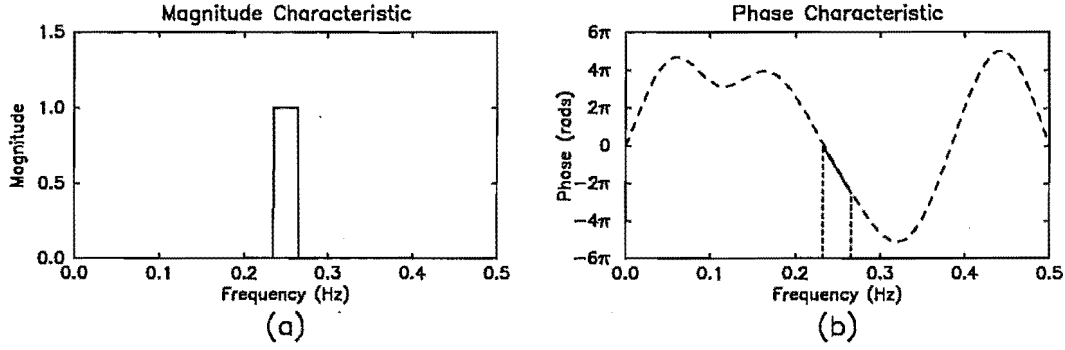 Magnitude Characteristic
1.5
1.0
0.5
0.0
Magnitude
0.0 0.1 0.2 0.3 0.4 0.5
Frequency (Hz)
(a)
Phase Characteristic
6π
4π
2π
0
-2π
-4π
-6π
Phase (rads)
0.0 0.1 0.2 0.3 0.4 0.5
Frequency (Hz)
(b)